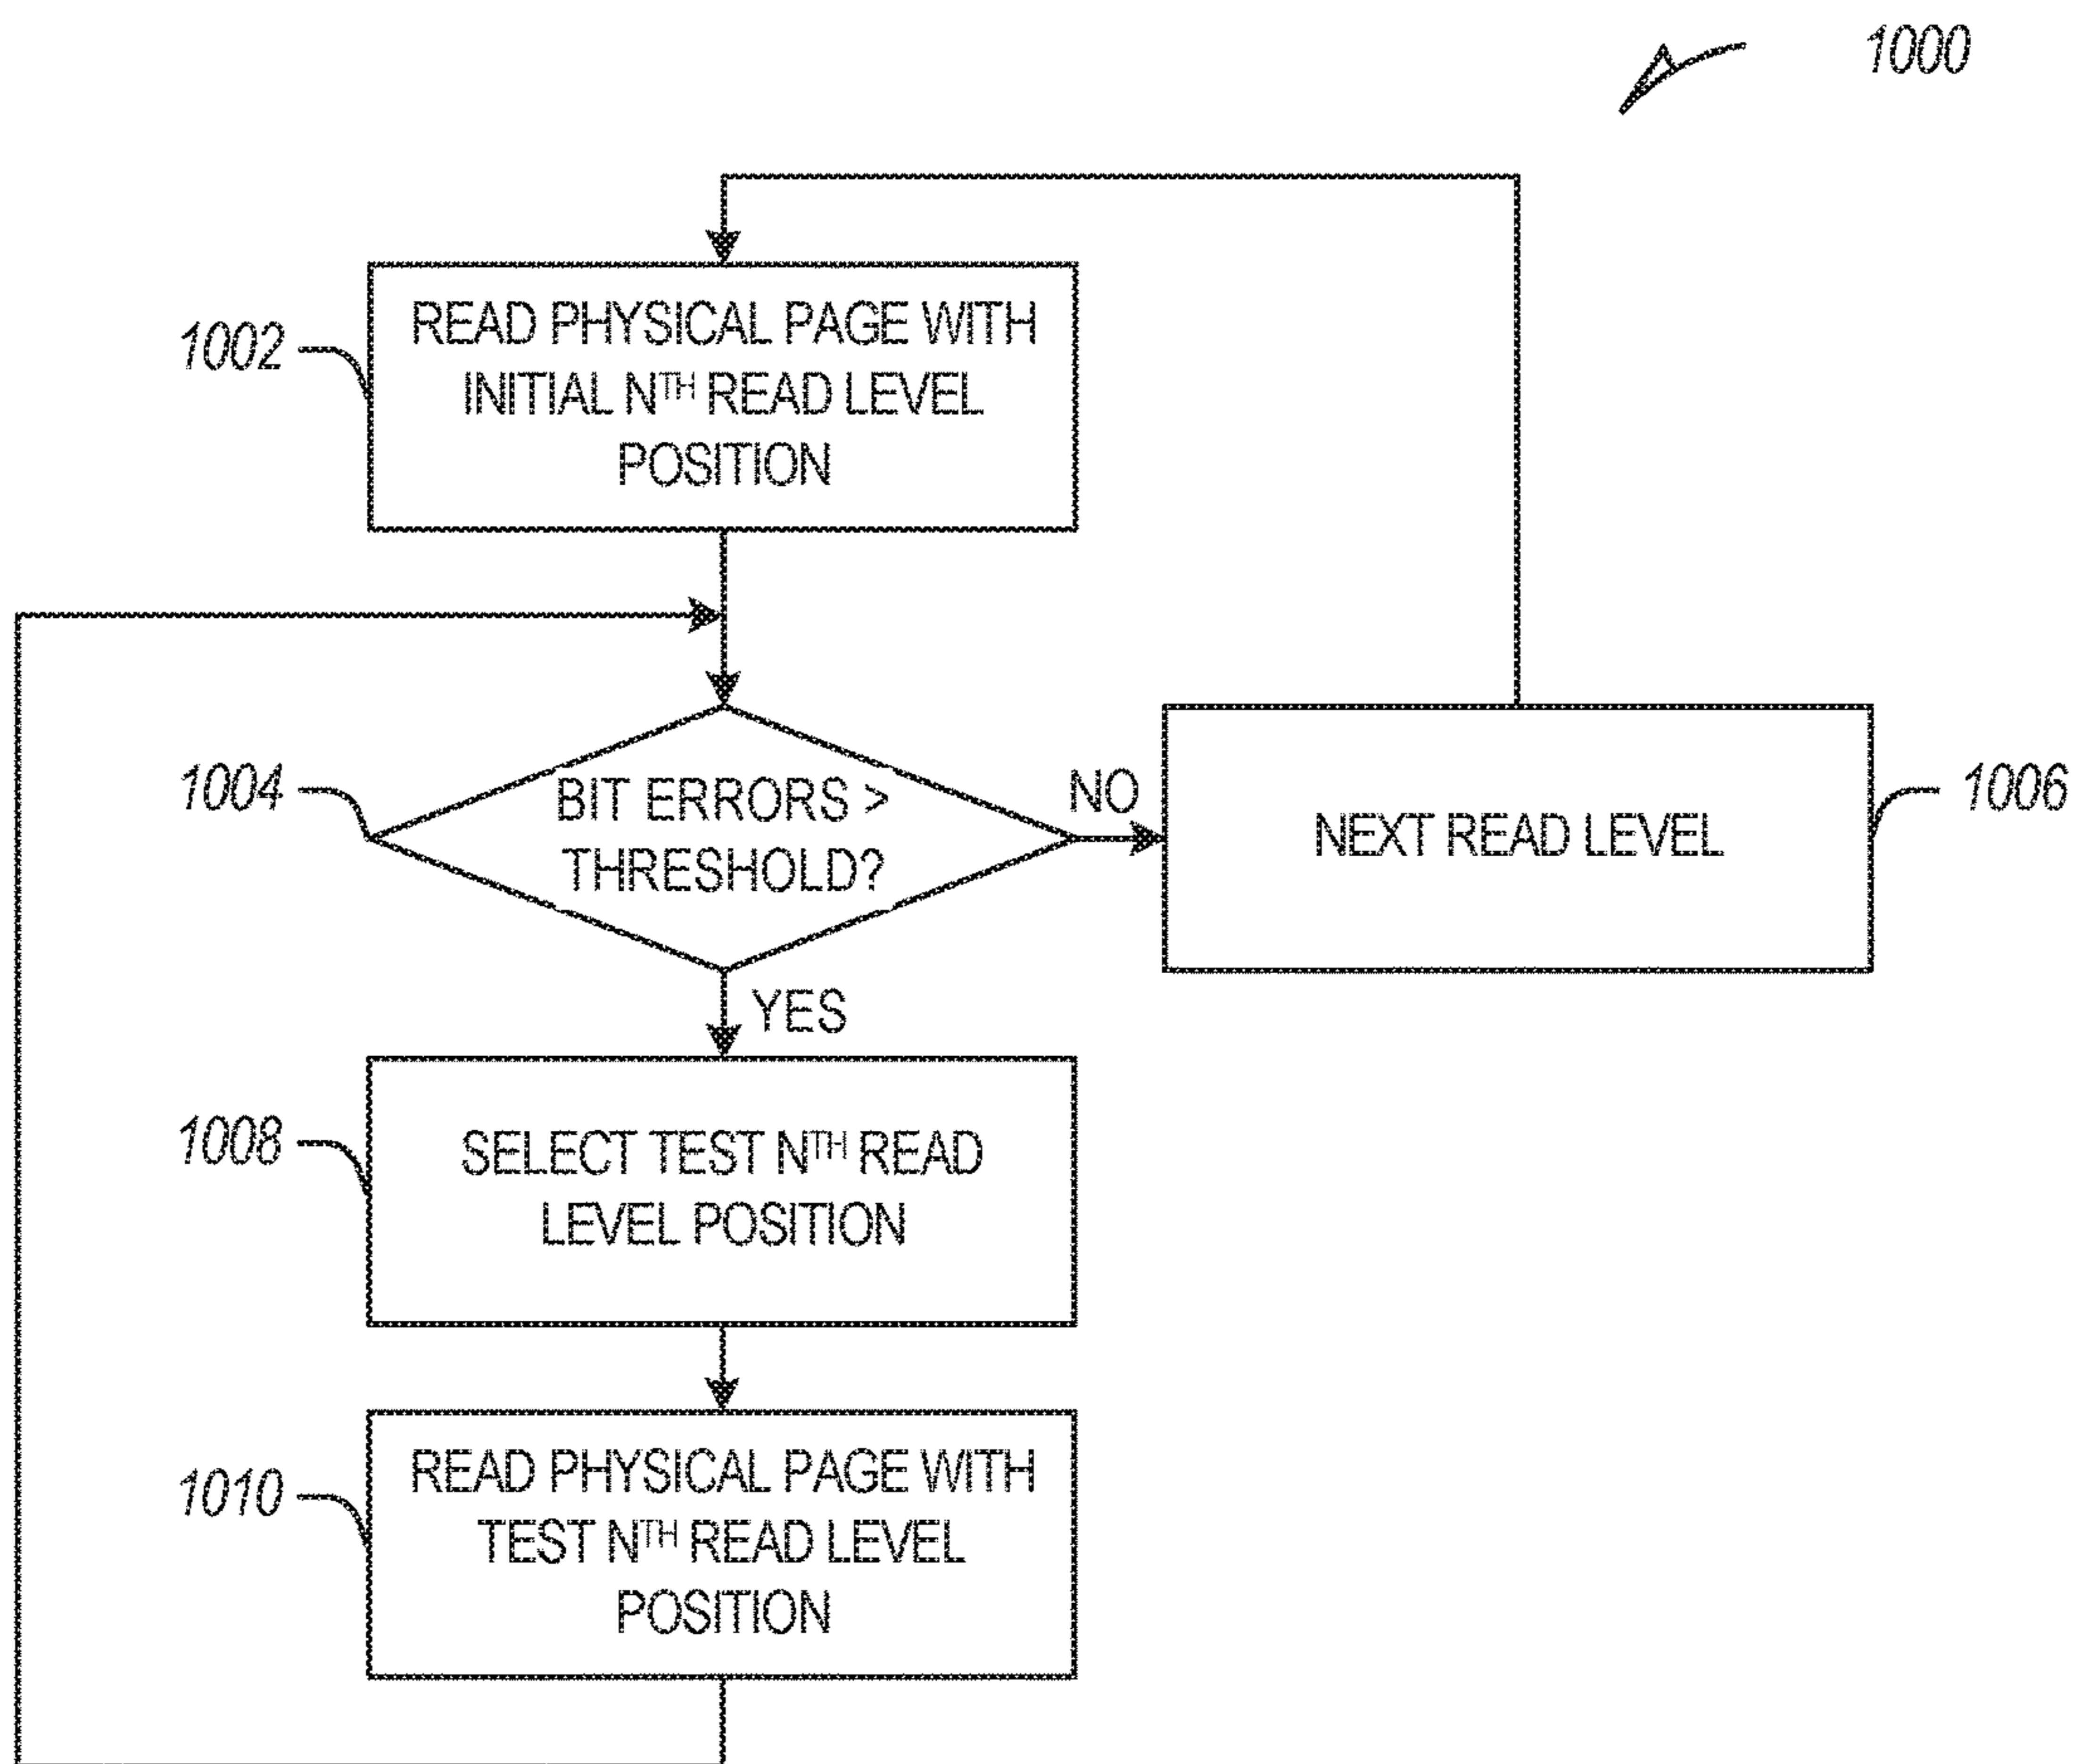 1000
1002
READ PHYSICAL PAGE WITH
INITIAL NTH READ LEVEL
POSITION
1004
BIT ERRORS >
THRESHOLD?
NO
NEXT READ LEVEL
1006
YES
1008
SELECT TEST NTH READ
LEVEL POSITION
1010
READ PHYSICAL PAGE WITH
TEST NTH READ LEVEL
POSITION